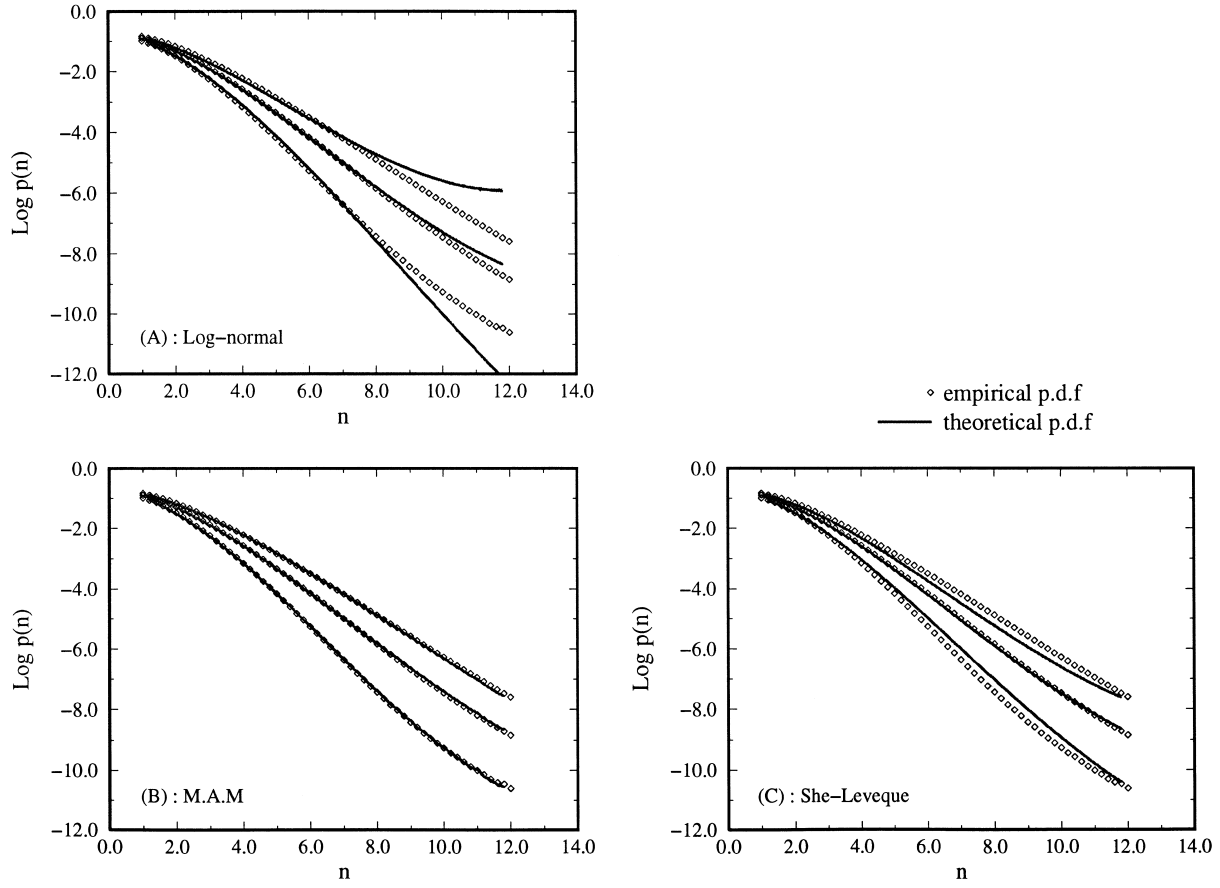 0.0
−2.0
−4.0
−6.0
−8.0
−10.0
−12.0
Log p(n)
(A) : Log−normal
0.0 2.0 4.0 6.0 8.0 10.0 12.0 14.0
n
empirical p.d.f
theoretical p.d.f
0.0
−2.0
−4.0
−6.0
−8.0
−10.0
−12.0
Log p(n)
(B) : M.A.M
0.0 2.0 4.0 6.0 8.0 10.0 12.0 14.0
n
0.0
−2.0
−4.0
−6.0
−8.0
−10.0
−12.0
Log p(n)
(C) : She−Leveque
0.0 2.0 4.0 6.0 8.0 10.0 12.0 14.0
n